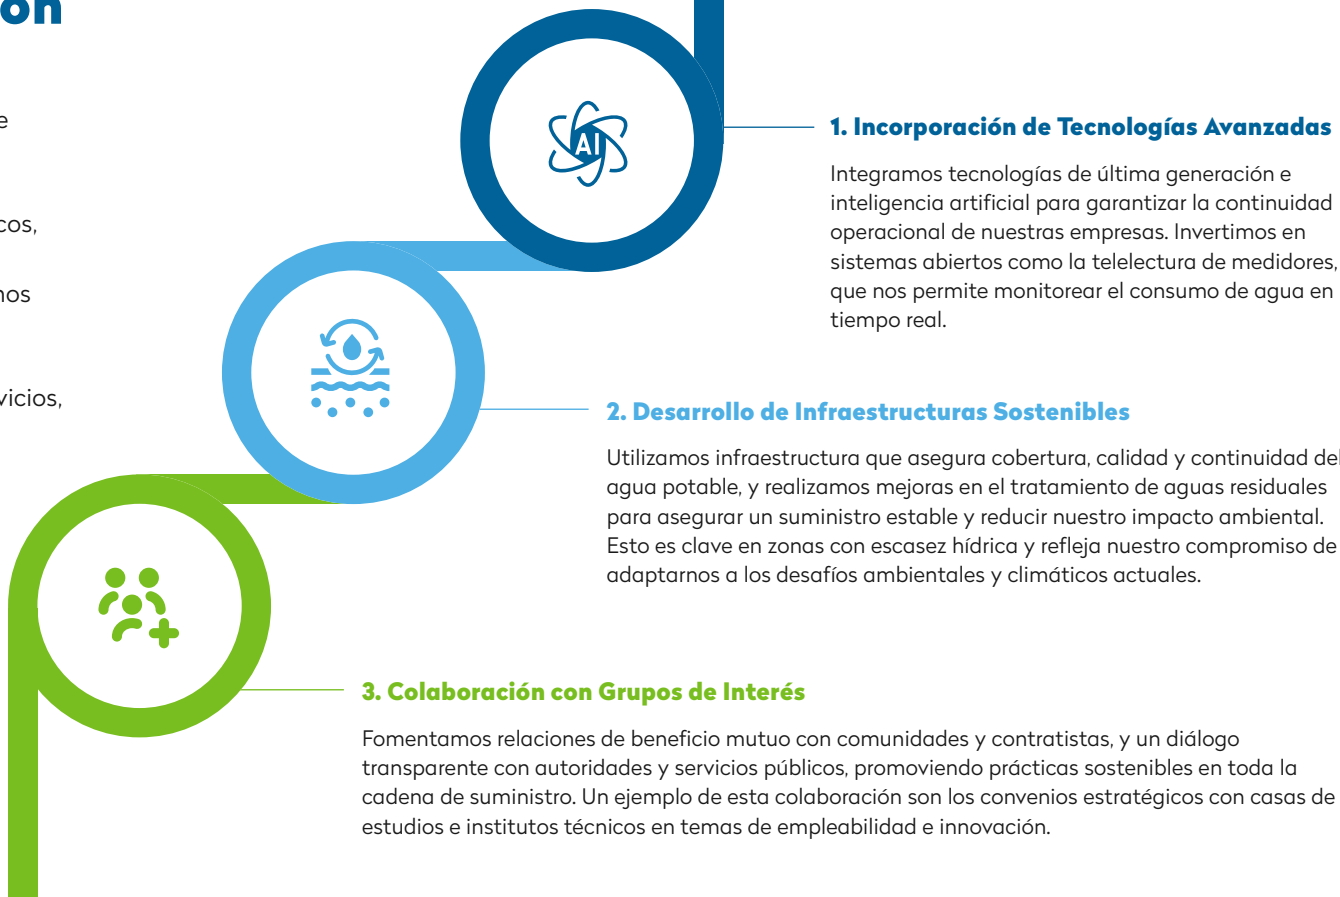 ón
e
cos,
nos
vicios,
AI
1. Incorporación de Tecnologías Avanzadas
Integramos tecnologías de última generación e
inteligencia artificial para garantizar la continuidad
operacional de nuestras empresas. Invertimos en
sistemas abiertos como la telelectura de medidores,
que nos permite monitorear el consumo de agua en
tiempo real.
2. Desarrollo de Infraestructuras Sostenibles
Utilizamos infraestructura que asegura cobertura, calidad y continuidad del
agua potable, y realizamos mejoras en el tratamiento de aguas residuales
para asegurar un suministro estable y reducir nuestro impacto ambiental.
Esto es clave en zonas con escasez hídrica y refleja nuestro compromiso de
adaptarnos a los desafíos ambientales y climáticos actuales.
3. Colaboración con Grupos de Interés
Fomentamos relaciones de beneficio mutuo con comunidades y contratistas, y un diálogo
transparente con autoridades y servicios públicos, promoviendo prácticas sostenibles en toda la
cadena de suministro. Un ejemplo de esta colaboración son los convenios estratégicos con casas de
estudios e institutos técnicos en temas de empleabilidad e innovación.